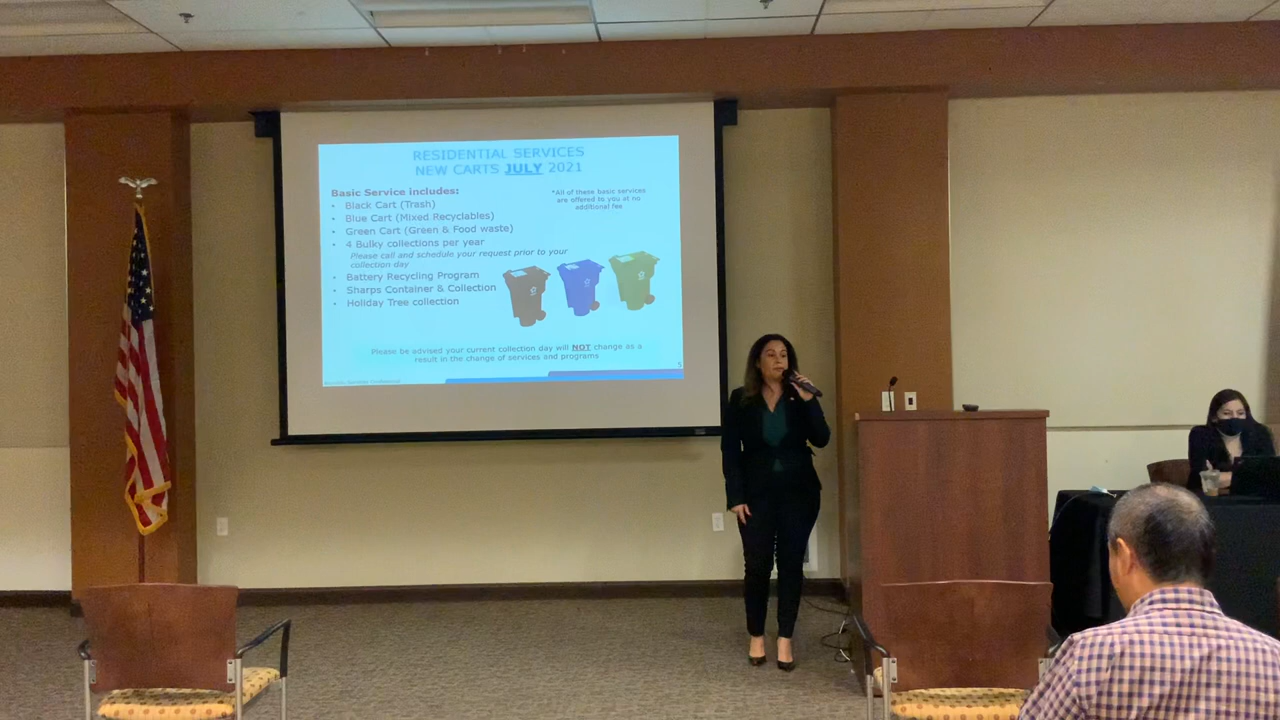 RESIDENTIAL SERVICES
NEW CARTS JULY 2021
Basic Service includes:
*All of these basic services
are offered to you at no
additional fee
• Black Cart (Trash)
• Blue Cart (Mixed Recyclables)
• Green Cart (Green & Food waste)
• 4 Bulky collections per year
Please call and schedule your request prior to your
collection day
• Battery Recycling Program
• Sharps Container & Collection
• Holiday Tree collection
Please be advised your current collection day will NOT change as a
result in the change of services and programs
5